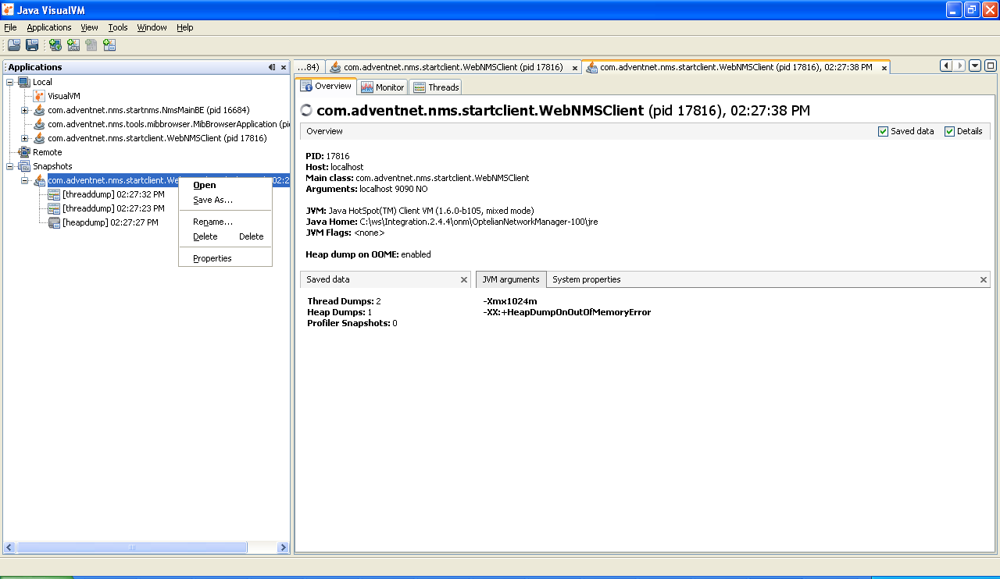 Java VisualVM
File Applications View Tools Window Help
Applications
Local
VisualVM
com.adventnet.nms.startnms.NmsMainBE (pid 16684)
com.adventnet.nms.tools.mibbrowser.MibBrowserApplication (pi
com.adventnet.nms.startclient.WebNMSClient (pid 17816)
Remote
Snapshots
com.adventnet.nms.startclient.We 02:2
[threaddump] 02:27:32 PM
[threaddump] 02:27:23 PM
[heapdump] 02:27:27 PM
Open
Save As...
Rename...
Delete Delete
Properties
...84) com.adventnet.nms.startclient.WebNMSClient (pid 17816) com.adventnet.nms.startclient.WebNMSClient (pid 17816), 02:27:38 PM
Overview Monitor Threads
com.adventnet.nms.startclient.WebNMSClient (pid 17816), 02:27:38 PM
Overview Saved data Details
PID: 17816
Host: localhost
Main class: com.adventnet.nms.startclient.WebNMSClient
Arguments: localhost 9090 NO
JVM: Java HotSpot(TM) Client VM (1.6.0-b105, mixed mode)
Java Home: C:\ws\Integration.2.4.4\onm\OptelianNetworkManager-100\jre
JVM Flags: <none>
Heap dump on OOME: enabled
Saved data
Thread Dumps: 2
Heap Dumps: 1
Profiler Snapshots: 0
JVM arguments System properties
-Xmx1024m
-XX:+HeapDumpOnOutOfMemoryError